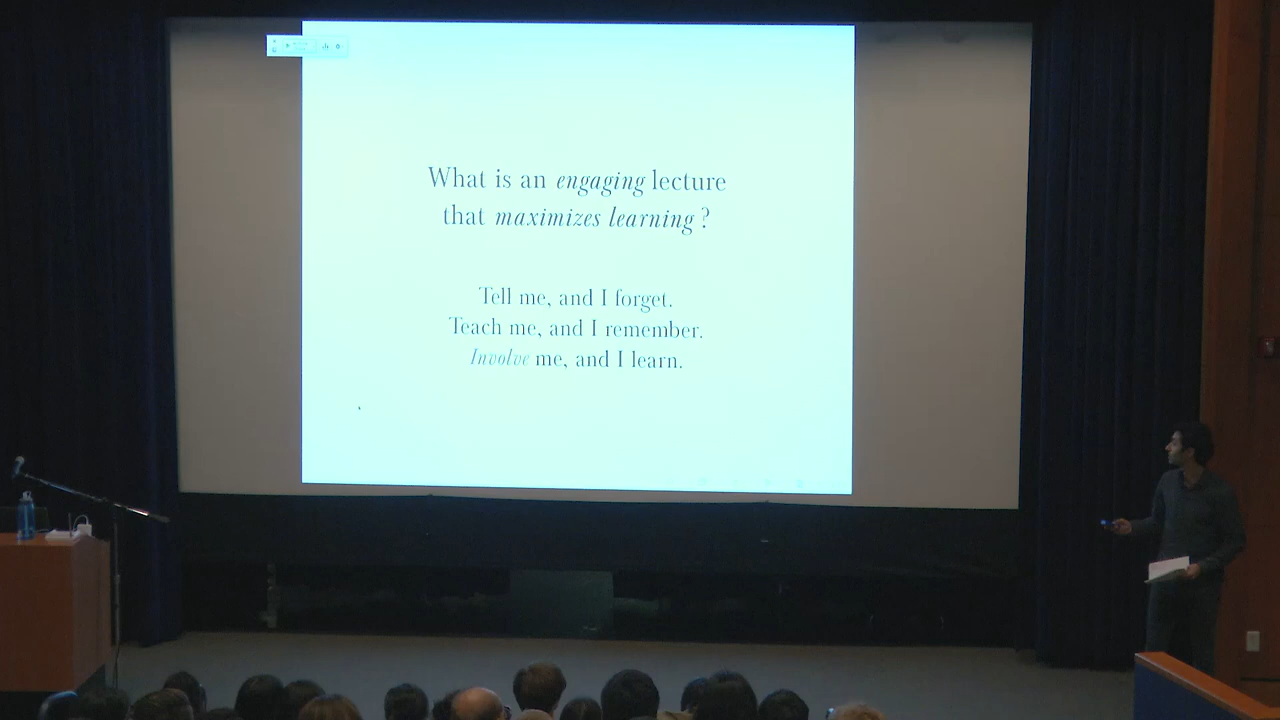 What is an engaging lecture
that maximizes learning ?
Tell me, and I forget.
Teach me, and I remember.
Involve me, and I learn.